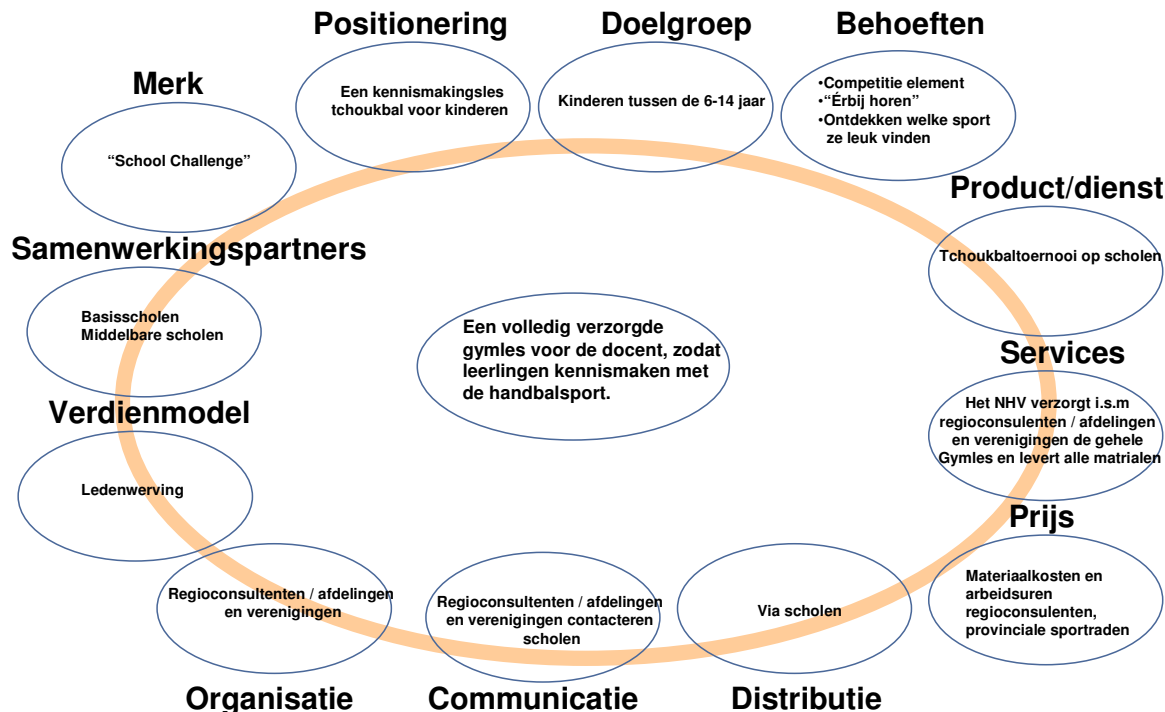 Positionering
Een kennismakingsles
tchoukbal voor kinderen
Doelgroep
Kinderen tussen de 6-14 jaar
Behoeften
•Competitie element
•“Érbij horen”
•Ontdekken welke sport
ze leuk vinden
Merk
“School Challenge”
Product/dienst
Tchoukbaltoernooi op scholen
Samenwerkingspartners
Basisscholen
Middelbare scholen
Een volledig verzorgde
gymles voor de docent, zodat
leerlingen kennismaken met
de handbalsport.
Services
Het NHV verzorgt i.s.m
regioconsulenten / afdelingen
en verenigingen de gehele
Gymles en levert alle matrialen
Verdienmodel
Ledenwerving
Prijs
Materiaalkosten en
arbeidsuren
regioconsulenten,
provinciale sportraden
Regioconsultenten / afdelingen
en verenigingen
Organisatie
Regioconsultenten / afdelingen
en verenigingen contacteren
scholen
Communicatie
Via scholen
Distributie